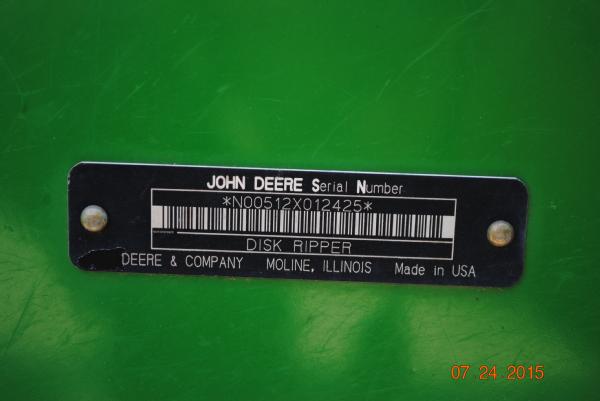 JOHN DEERE Serial Number
*N00512X012425*
DISK RIPPER
DEERE & COMPANY MOLINE, ILLINOIS Made in USA
07 24 2015